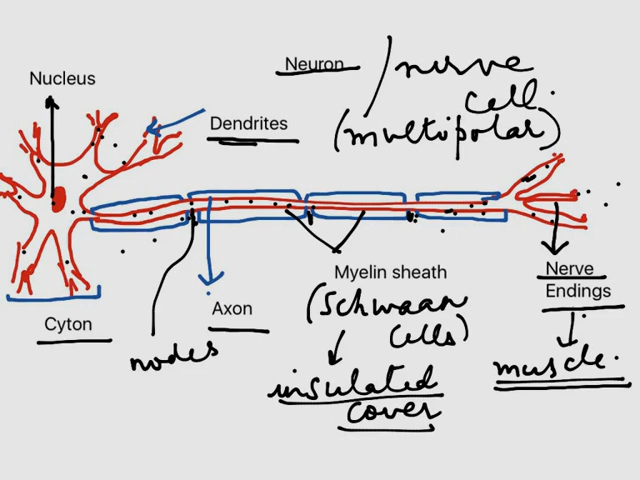 Neuron / nerve
cell.
(multipolar)
Nucleus
Dendrites
Myelin sheath
(Schwaan
cells)
insulated
cover
Nerve
Endings
muscle.
Axon
Cyton
nodes